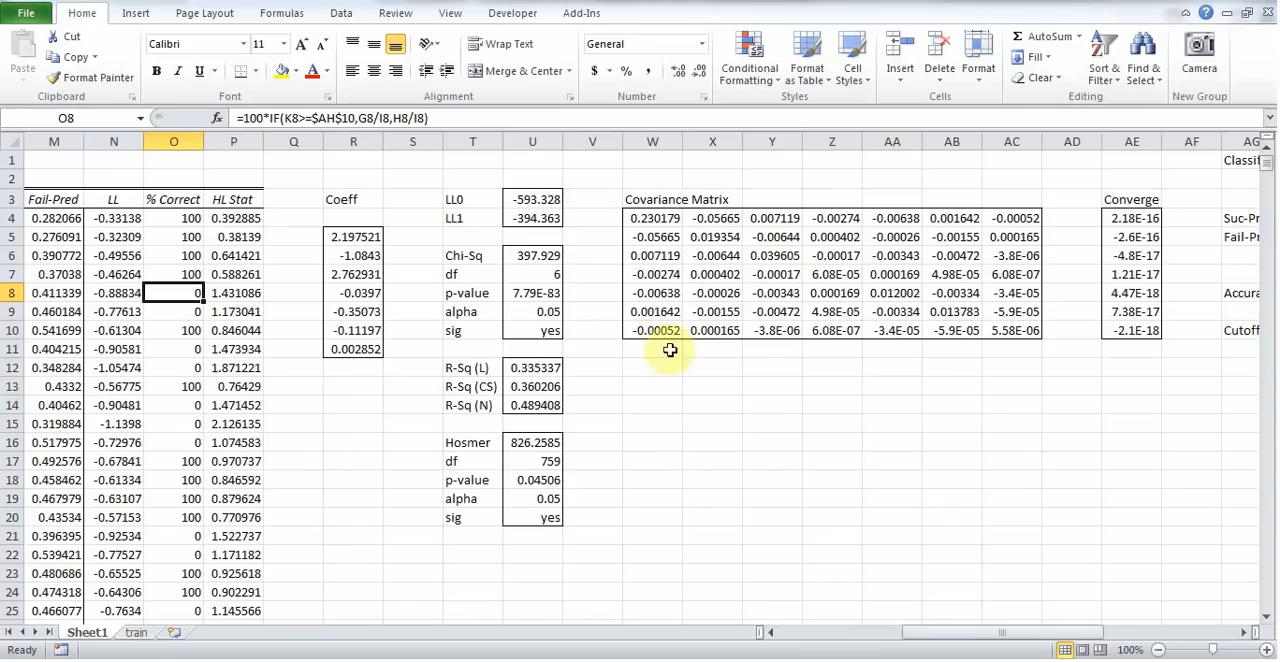 File Home Insert Page Layout Formulas Data Review View Developer Add-Ins
Paste Cut Copy Format Painter
Calibri 11 B I U
Wrap Text Merge & Center
General $ % ,
Conditional Formatting Format as Table Cell Styles
Insert Delete Format
AutoSum Fill Clear
Sort & Filter Find & Select
Camera
Clipboard Font Alignment Number Styles Cells Editing New Group
O8 fx =100*IF(K8>=$AH$10,G8/I8,H8/I8)
M N O P Q R S T U V W X Y Z AA AB AC AD AE AF AG
1 Classif
2
3 Fail-Pred LL % Correct HL Stat Coeff LL0 -593.328 Covariance Matrix Converge
4 0.282066 -0.33138 100 0.392885 LL1 -394.363 0.230179 -0.05665 0.007119 -0.00274 -0.00638 0.001642 -0.00052 2.18E-16 Suc-Pr
5 0.276091 -0.32309 100 0.38139 2.197521 -0.05665 0.019354 -0.00644 0.000402 -0.00026 -0.00155 0.000165 -2.6E-16 Fail-Pr
6 0.390772 -0.49556 100 0.641421 -1.0843 Chi-Sq 397.929 0.007119 -0.00644 0.039605 -0.00017 -0.00343 -0.00472 -3.8E-06 -4.8E-17
7 0.37038 -0.46264 100 0.588261 2.762931 df 6 -0.00274 0.000402 -0.00017 6.08E-05 0.000169 4.98E-05 6.08E-07 1.21E-17
8 0.411339 -0.88834 0 1.431086 -0.0397 p-value 7.79E-83 -0.00638 -0.00026 -0.00343 0.000169 0.012002 -0.00334 -3.4E-05 4.47E-18 Accura
9 0.460184 -0.77613 0 1.173041 -0.35073 alpha 0.05 0.001642 -0.00155 -0.00472 4.98E-05 -0.00334 0.013783 -5.9E-05 7.38E-17
10 0.541699 -0.61304 100 0.846044 -0.11197 sig yes -0.00052 0.000165 -3.8E-06 6.08E-07 -3.4E-05 -5.9E-05 5.58E-06 -2.1E-18 Cutoff
11 0.404215 -0.90581 0 1.473934 0.002852
12 0.348284 -1.05474 0 1.871221 R-Sq (L) 0.335337
13 0.4332 -0.56775 100 0.76429 R-Sq (CS) 0.360206
14 0.40462 -0.90481 0 1.471452 R-Sq (N) 0.489408
15 0.319884 -1.1398 0 2.126135
16 0.517975 -0.72976 0 1.074583 Hosmer 826.2585
17 0.492576 -0.67841 100 0.970737 df 759
18 0.458462 -0.61334 100 0.846592 p-value 0.04506
19 0.467979 -0.63107 100 0.879624 alpha 0.05
20 0.43534 -0.57153 100 0.770976 sig yes
21 0.396395 -0.92534 0 1.522737
22 0.539421 -0.77527 0 1.171182
23 0.480686 -0.65525 100 0.925618
24 0.474318 -0.64306 100 0.902291
25 0.466077 -0.7634 0 1.145566
Sheet1 train
Ready 100%